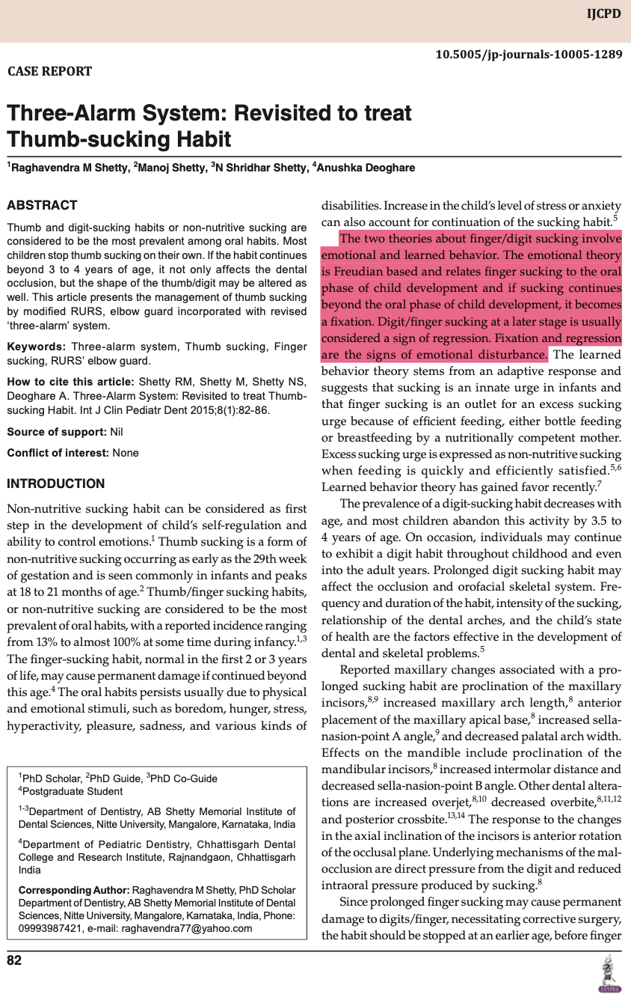 IJCPD
10.5005/jp-journals-10005-1289
CASE REPORT
Three-Alarm System: Revisited to treat
Thumb-sucking Habit
1Raghavendra M Shetty, 2Manoj Shetty, 3N Shridhar Shetty, 4Anushka Deoghare
ABSTRACT
Thumb and digit-sucking habits or non-nutritive sucking are
considered to be the most prevalent among oral habits. Most
children stop thumb sucking on their own. If the habit continues
beyond 3 to 4 years of age, it not only affects the dental
occlusion, but the shape of the thumb/digit may be altered as
well. This article presents the management of thumb sucking
by modified RURS, elbow guard incorporated with revised
‘three-alarm’ system.
Keywords: Three-alarm system, Thumb sucking, Finger
sucking, RURS’ elbow guard.
How to cite this article: Shetty RM, Shetty M, Shetty NS,
Deoghare A. Three-Alarm System: Revisited to treat Thumb-
sucking Habit. Int J Clin Pediatr Dent 2015;8(1):82-86.
Source of support: Nil
Conflict of interest: None
INTRODUCTION
Non-nutritive sucking habit can be considered as first
step in the development of child’s self-regulation and
ability to control emotions.1 Thumb sucking is a form of
non-nutritive sucking occurring as early as the 29th week
of gestation and is seen commonly in infants and peaks
at 18 to 21 months of age.2 Thumb/finger sucking habits,
or non-nutritive sucking are considered to be the most
prevalent of oral habits, with a reported incidence ranging
from 13% to almost 100% at some time during infancy.1,3
The finger-sucking habit, normal in the first 2 or 3 years
of life, may cause permanent damage if continued beyond
this age.4 The oral habits persists usually due to physical
and emotional stimuli, such as boredom, hunger, stress,
hyperactivity, pleasure, sadness, and various kinds of
1PhD Scholar, 2PhD Guide, 3PhD Co-Guide
4Postgraduate Student
1-3Department of Dentistry, AB Shetty Memorial Institute of
Dental Sciences, Nitte University, Mangalore, Karnataka, India
4Department of Pediatric Dentistry, Chhattisgarh Dental
College and Research Institute, Rajnandgaon, Chhattisgarh
India
Corresponding Author: Raghavendra M Shetty, PhD Scholar
Department of Dentistry, AB Shetty Memorial Institute of Dental
Sciences, Nitte University, Mangalore, Karnataka, India, Phone:
09993987421, e-mail: raghavendra77@yahoo.com
disabilities. Increase in the child’s level of stress or anxiety
can also account for continuation of the sucking habit.5
The two theories about finger/digit sucking involve
emotional and learned behavior. The emotional theory
is Freudian based and relates finger sucking to the oral
phase of child development and if sucking continues
beyond the oral phase of child development, it becomes
a fixation. Digit/finger sucking at a later stage is usually
considered a sign of regression. Fixation and regression
are the signs of emotional disturbance. The learned
behavior theory stems from an adaptive response and
suggests that sucking is an innate urge in infants and
that finger sucking is an outlet for an excess sucking
urge because of efficient feeding, either bottle feeding
or breastfeeding by a nutritionally competent mother.
Excess sucking urge is expressed as non-nutritive sucking
when feeding is quickly and efficiently satisfied.5,6
Learned behavior theory has gained favor recently.7
The prevalence of a digit-sucking habit decreases with
age, and most children abandon this activity by 3.5 to
4 years of age. On occasion, individuals may continue
to exhibit a digit habit throughout childhood and even
into the adult years. Prolonged digit sucking habit may
affect the occlusion and orofacial skeletal system. Fre-
quency and duration of the habit, intensity of the sucking,
relationship of the dental arches, and the child’s state
of health are the factors effective in the development of
dental and skeletal problems.5
Reported maxillary changes associated with a pro-
longed sucking habit are proclination of the maxillary
incisors,8,9 increased maxillary arch length,8 anterior
placement of the maxillary apical base,8 increased sella-
nasion-point A angle,9 and decreased palatal arch width.
Effects on the mandible include proclination of the
mandibular incisors,8 increased intermolar distance and
decreased sella-nasion-point B angle. Other dental altera-
tions are increased overjet,8,10 decreased overbite,8,11,12
and posterior crossbite.13,14 The response to the changes
in the axial inclination of the incisors is anterior rotation
of the occlusal plane. Underlying mechanisms of the mal-
occlusion are direct pressure from the digit and reduced
intraoral pressure produced by sucking.8
Since prolonged finger sucking may cause permanent
damage to digits/finger, necessitating corrective surgery,
the habit should be stopped at an earlier age, before finger
82
JAYPEE